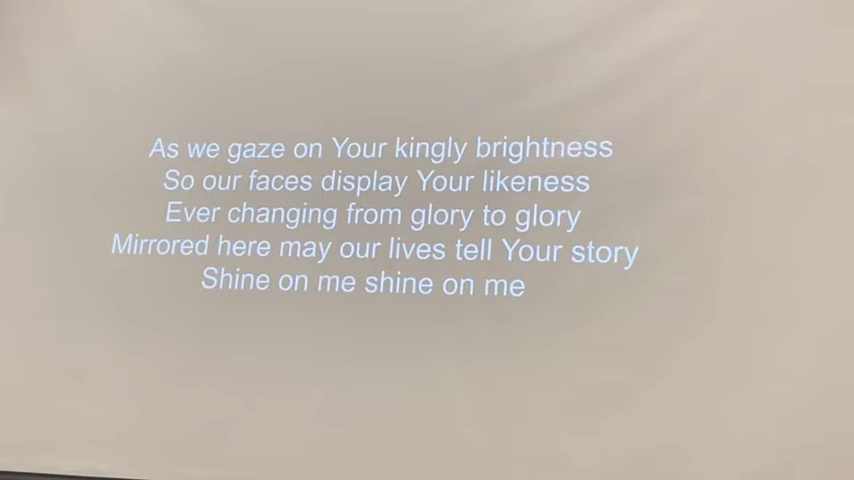 As we gaze on Your kingly brightness
So our faces display Your likeness
Ever changing from glory to glory
Mirrored here may our lives tell Your story
Shine on me shine on me